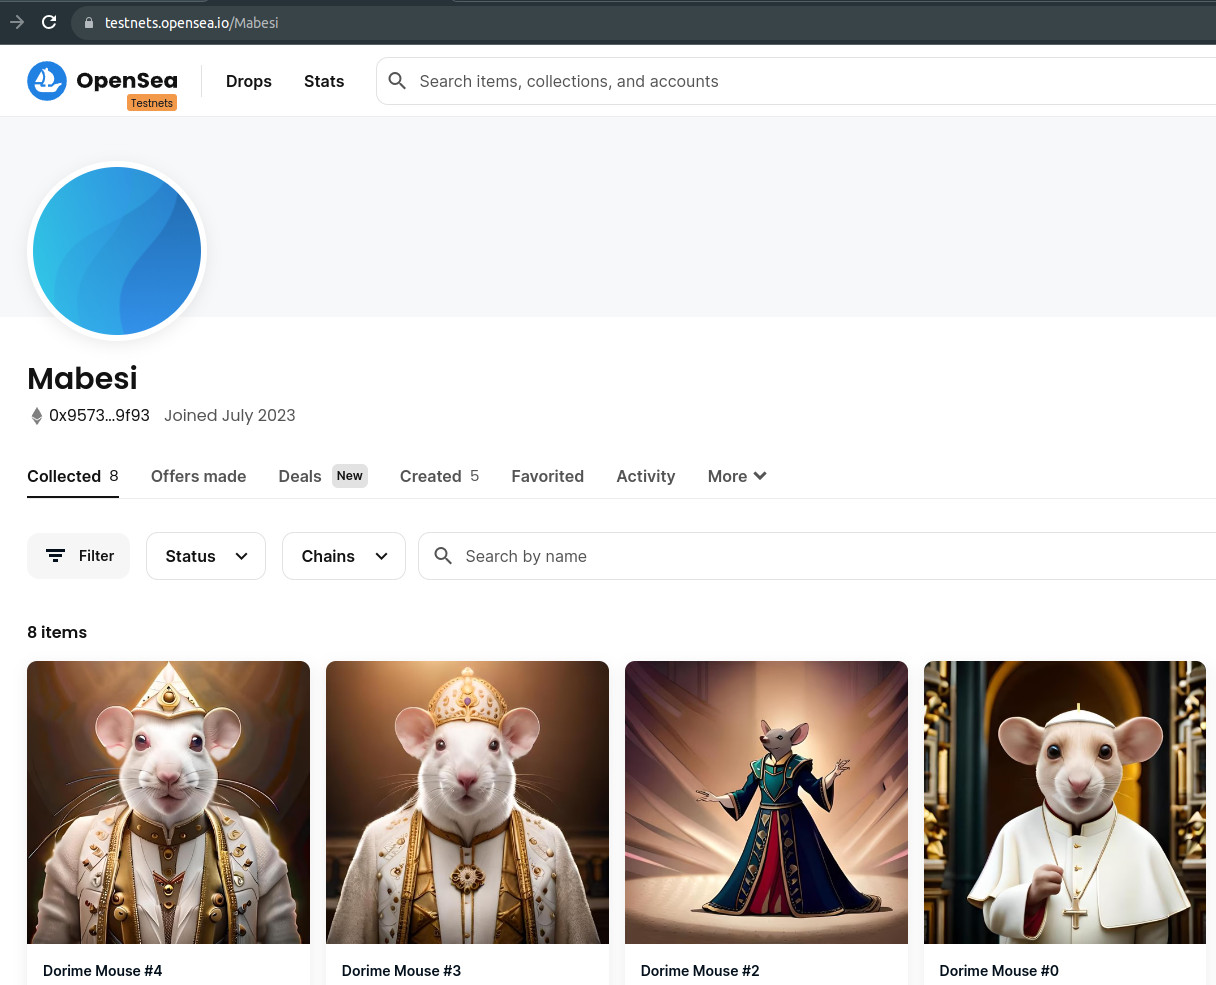 testnets.opensea.io/Mabesi
OpenSea
Testnets
Drops
Stats
Search items, collections, and accounts
Mabesi
0x9573...9f93 Joined July 2023
Collected 8
Offers made
Deals New
Created 5
Favorited
Activity
More
Filter
Status
Chains
Search by name
8 items
Dorime Mouse #4
Dorime Mouse #3
Dorime Mouse #2
Dorime Mouse #0